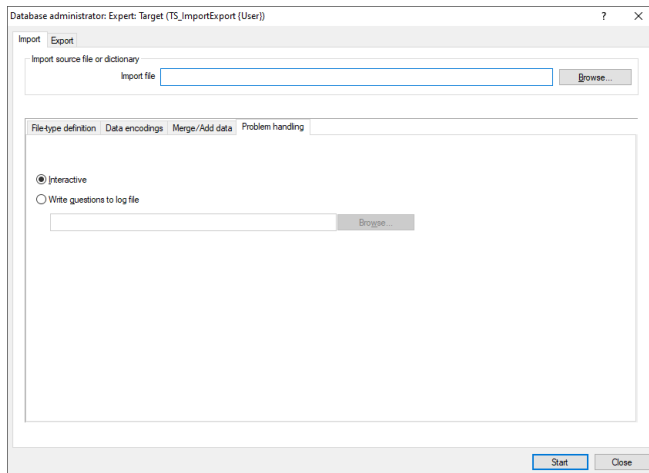 Database administrator: Expert: Target (TS_ImportExport {User})
? X
Import Export
Import source file or dictionary
Import file Browse...
File-type definition Data encodings Merge/Add data Problem handling
Interactive
Write questions to log file
Browse...
Start Close